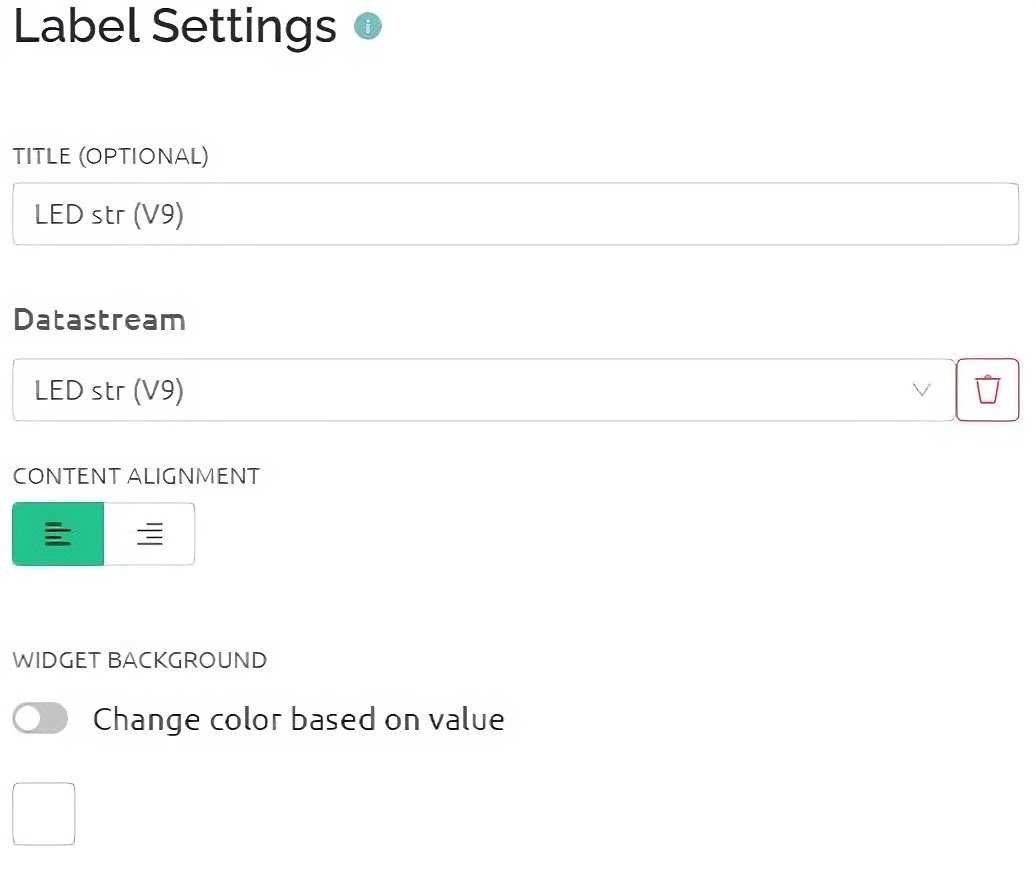 Label Settings
TITLE (OPTIONAL)
LED str (V9)
Datastream
LED str (V9)
CONTENT ALIGNMENT
WIDGET BACKGROUND
Change color based on value